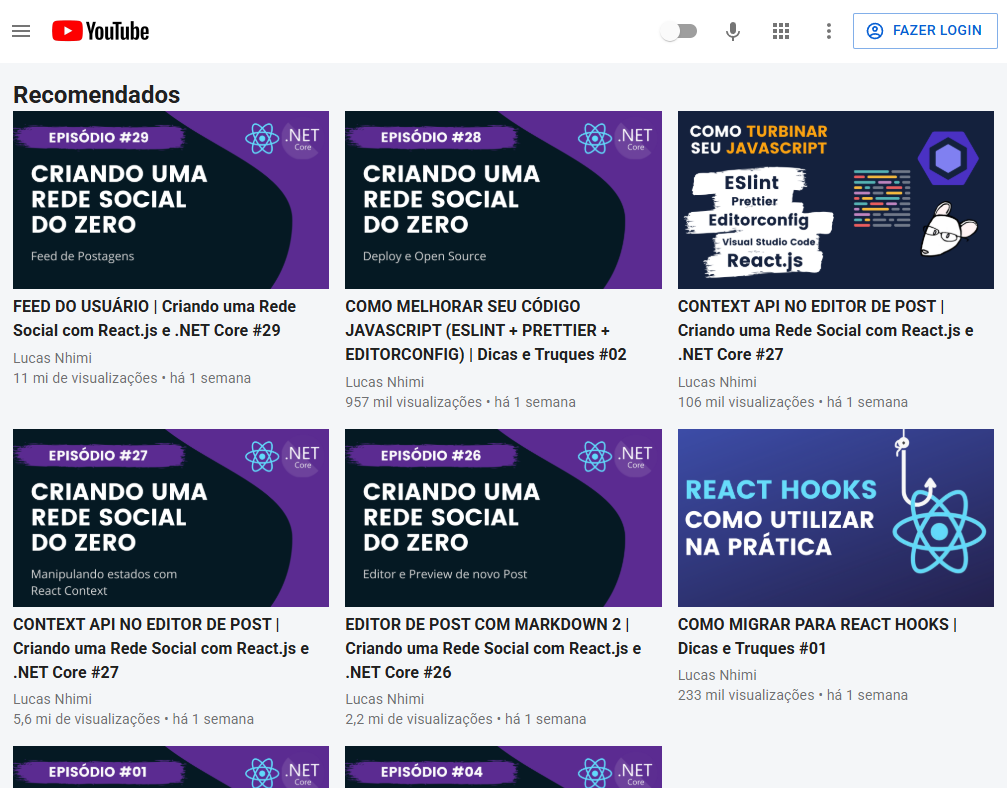 YouTube
FAZER LOGIN
Recomendados
EPISÓDIO #29
.NET
Core
CRIANDO UMA
REDE SOCIAL
DO ZERO
Feed de Postagens
FEED DO USUÁRIO | Criando uma Rede
Social com React.js e .NET Core #29
Lucas Nhimi
11 mi de visualizações • há 1 semana
EPISÓDIO #28
.NET
Core
CRIANDO UMA
REDE SOCIAL
DO ZERO
Deploy e Open Source
COMO MELHORAR SEU CÓDIGO
JAVASCRIPT (ESLINT + PRETTIER +
EDITORCONFIG) | Dicas e Truques #02
Lucas Nhimi
957 mil visualizações • há 1 semana
COMO TURBINAR
SEU JAVASCRIPT
ESlint
Prettier
Editorconfig
Visual Studio Code
React.js
CONTEXT API NO EDITOR DE POST |
Criando uma Rede Social com React.js e
.NET Core #27
Lucas Nhimi
106 mil visualizações • há 1 semana
EPISÓDIO #27
.NET
Core
CRIANDO UMA
REDE SOCIAL
DO ZERO
Manipulando estados com
React Context
CONTEXT API NO EDITOR DE POST |
Criando uma Rede Social com React.js e
.NET Core #27
Lucas Nhimi
5,6 mi de visualizações • há 1 semana
EPISÓDIO #26
.NET
Core
CRIANDO UMA
REDE SOCIAL
DO ZERO
Editor e Preview de novo Post
EDITOR DE POST COM MARKDOWN 2 |
Criando uma Rede Social com React.js e
.NET Core #26
Lucas Nhimi
2,2 mi de visualizações • há 1 semana
REACT HOOKS
COMO UTILIZAR
NA PRÁTICA
COMO MIGRAR PARA REACT HOOKS |
Dicas e Truques #01
Lucas Nhimi
233 mil visualizações • há 1 semana
EPISÓDIO #01
.NET
Core
EPISÓDIO #04
.NET
Core